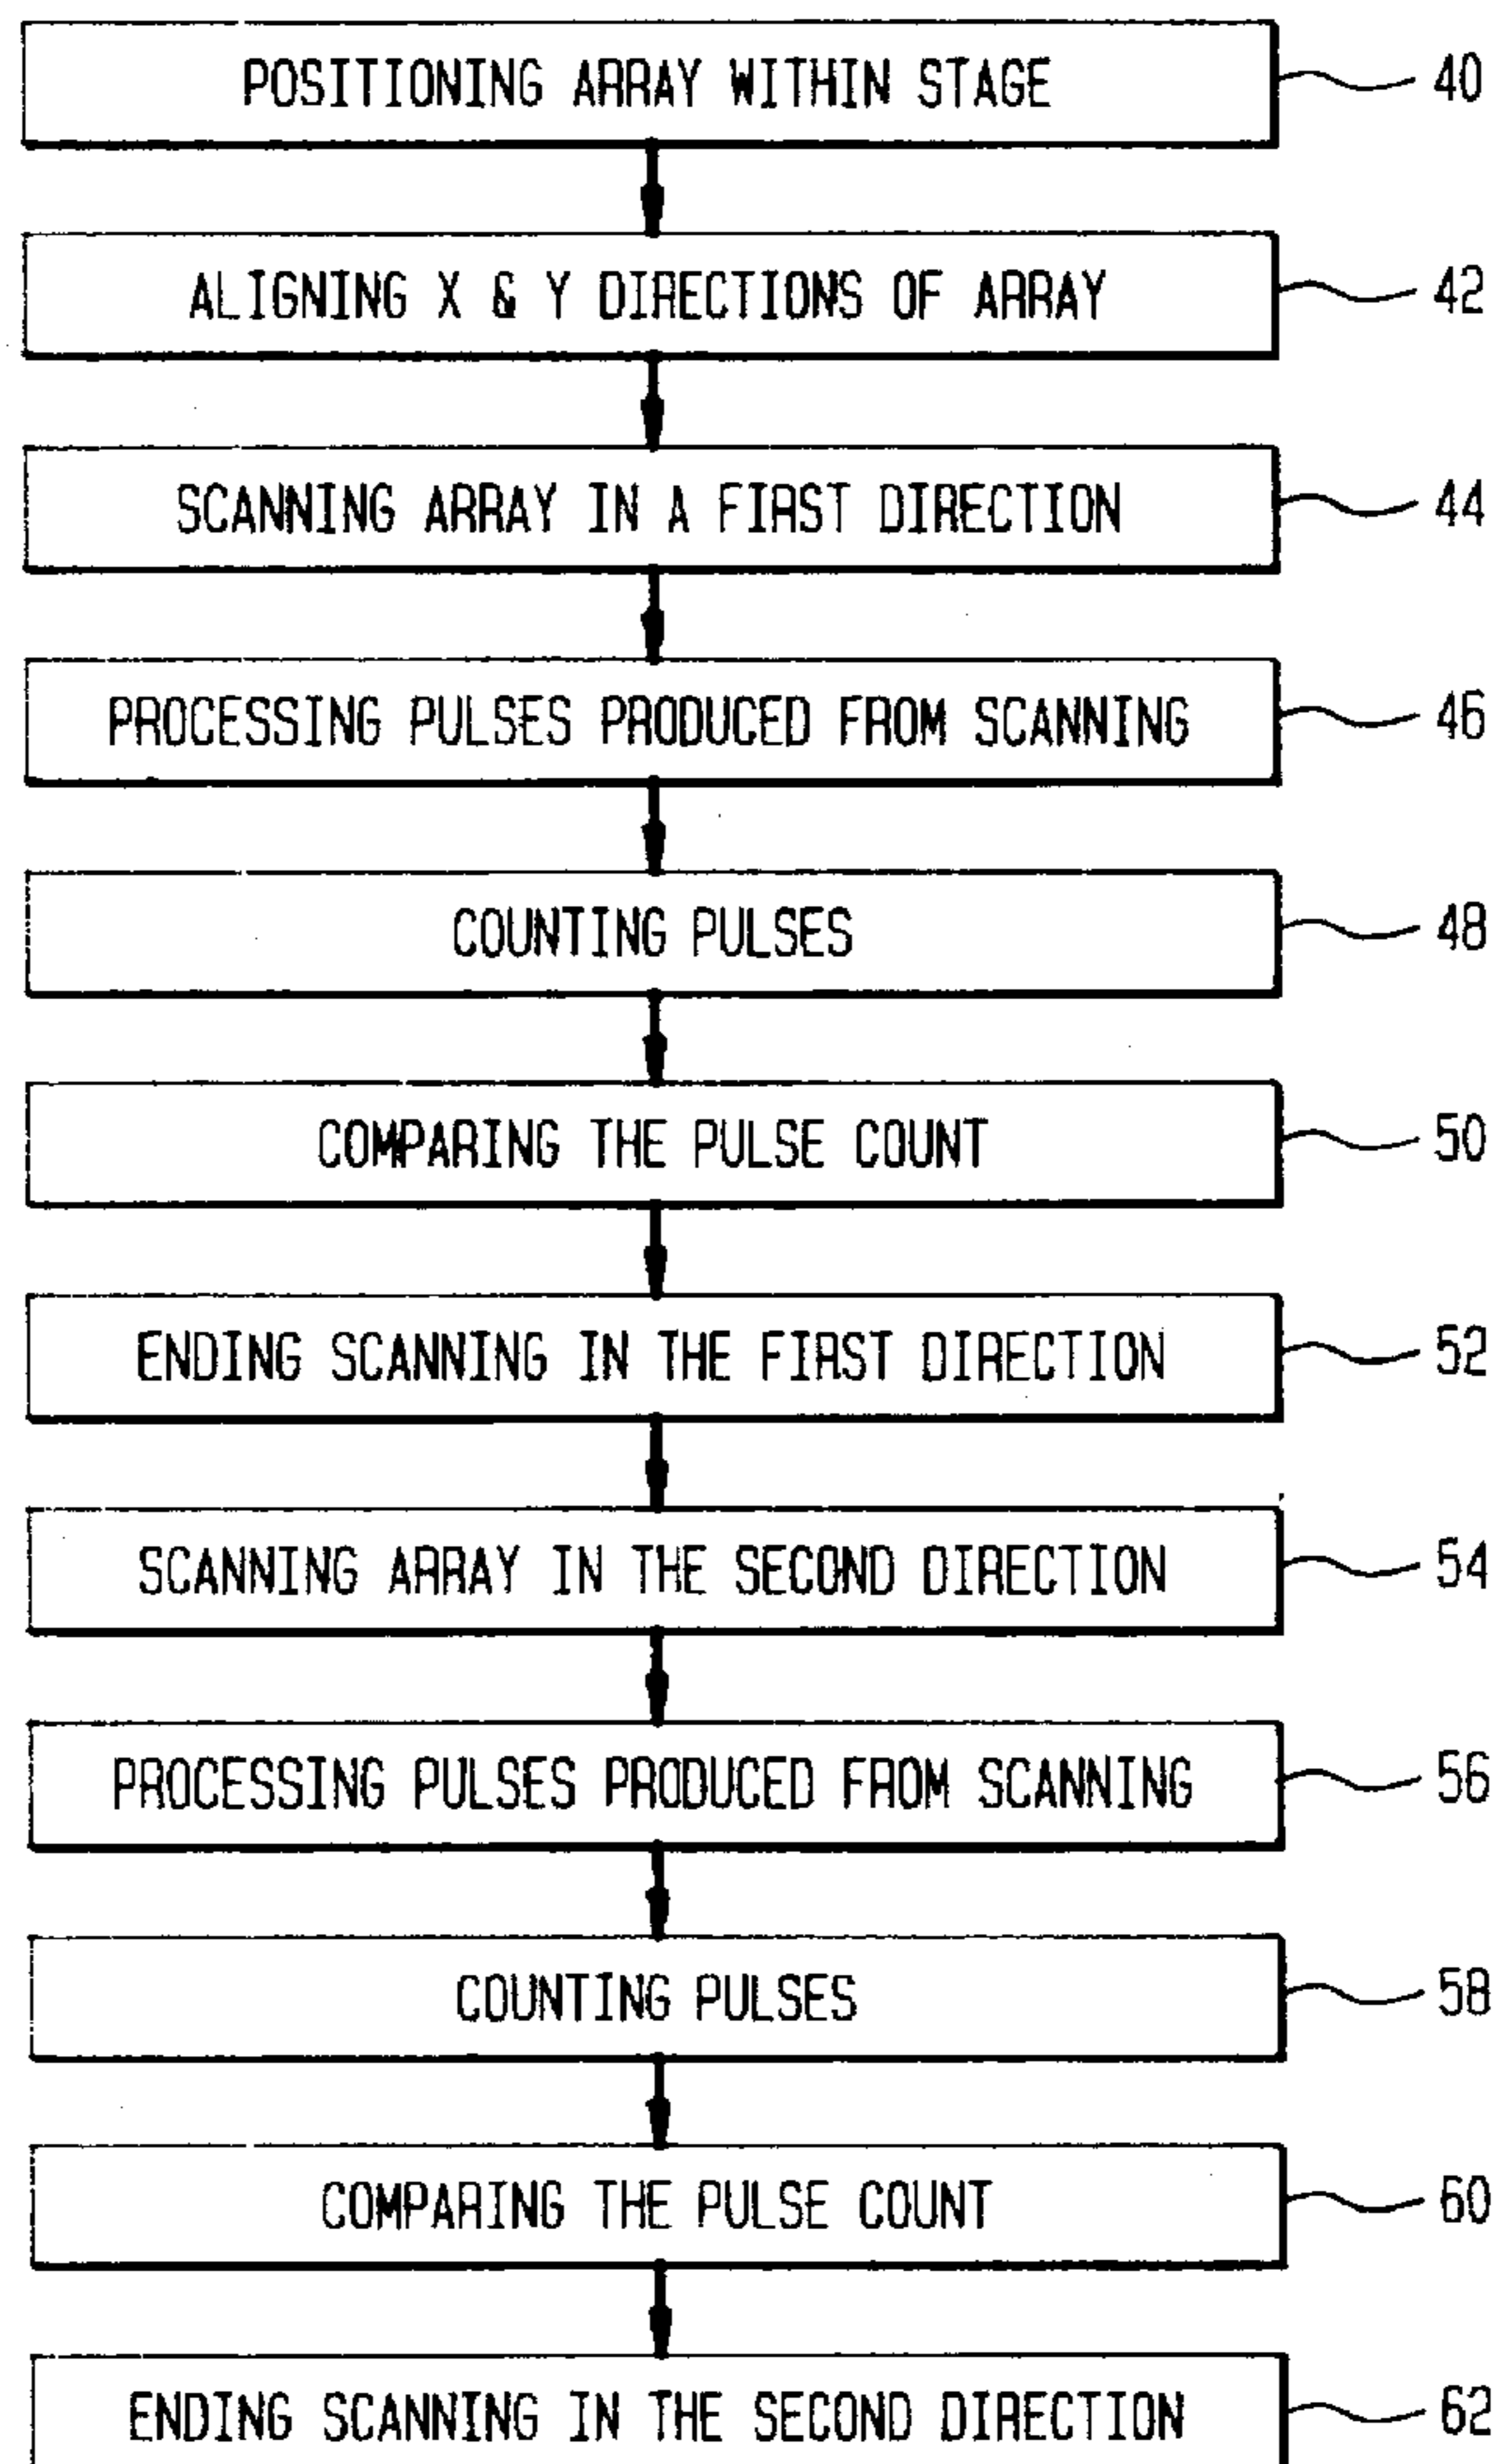 POSITIONING ARRAY WITHIN STAGE 40
ALIGNING X & Y DIRECTIONS OF ARRAY 42
SCANNING ARRAY IN A FIRST DIRECTION 44
PROCESSING PULSES PRODUCED FROM SCANNING 46
COUNTING PULSES 48
COMPARING THE PULSE COUNT 50
ENDING SCANNING IN THE FIRST DIRECTION 52
SCANNING ARRAY IN THE SECOND DIRECTION 54
PROCESSING PULSES PRODUCED FROM SCANNING 56
COUNTING PULSES 58
COMPARING THE PULSE COUNT 60
ENDING SCANNING IN THE SECOND DIRECTION 62